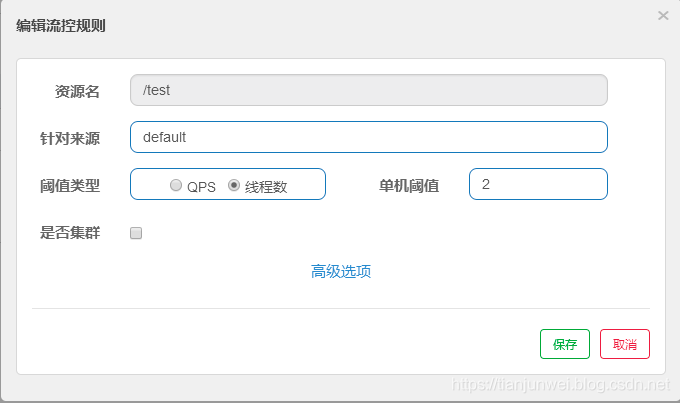 编辑流控规则
×
资源名 /test
针对来源 default
阈值类型 QPS 线程数 单机阈值 2
是否集群
高级选项
保存 取消
https://tianjunwei.blog.csdn.net